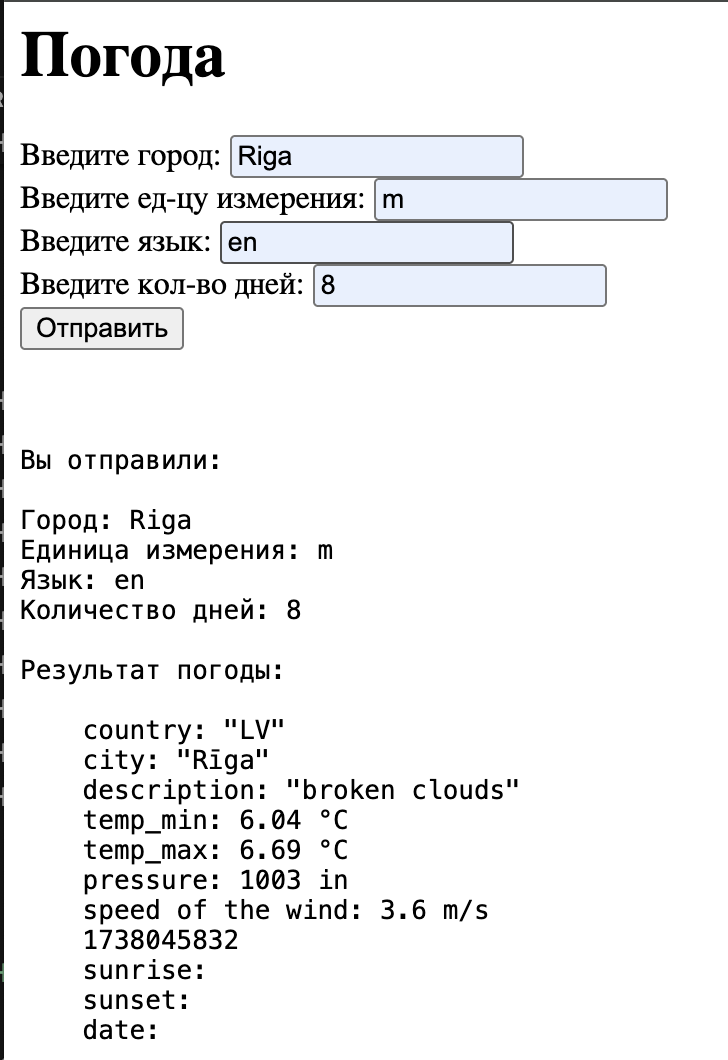 Погода
Введите город: Riga
Введите ед-цу измерения: m
Введите язык: en
Введите кол-во дней: 8
Отправить
Вы отправили:
Город: Riga
Единица измерения: m
Язык: en
Количество дней: 8
Результат погоды:
country: "LV"
city: "Rīga"
description: "broken clouds"
temp_min: 6.04 °C
temp_max: 6.69 °C
pressure: 1003 in
speed of the wind: 3.6 m/s
1738045832
sunrise:
sunset:
date: